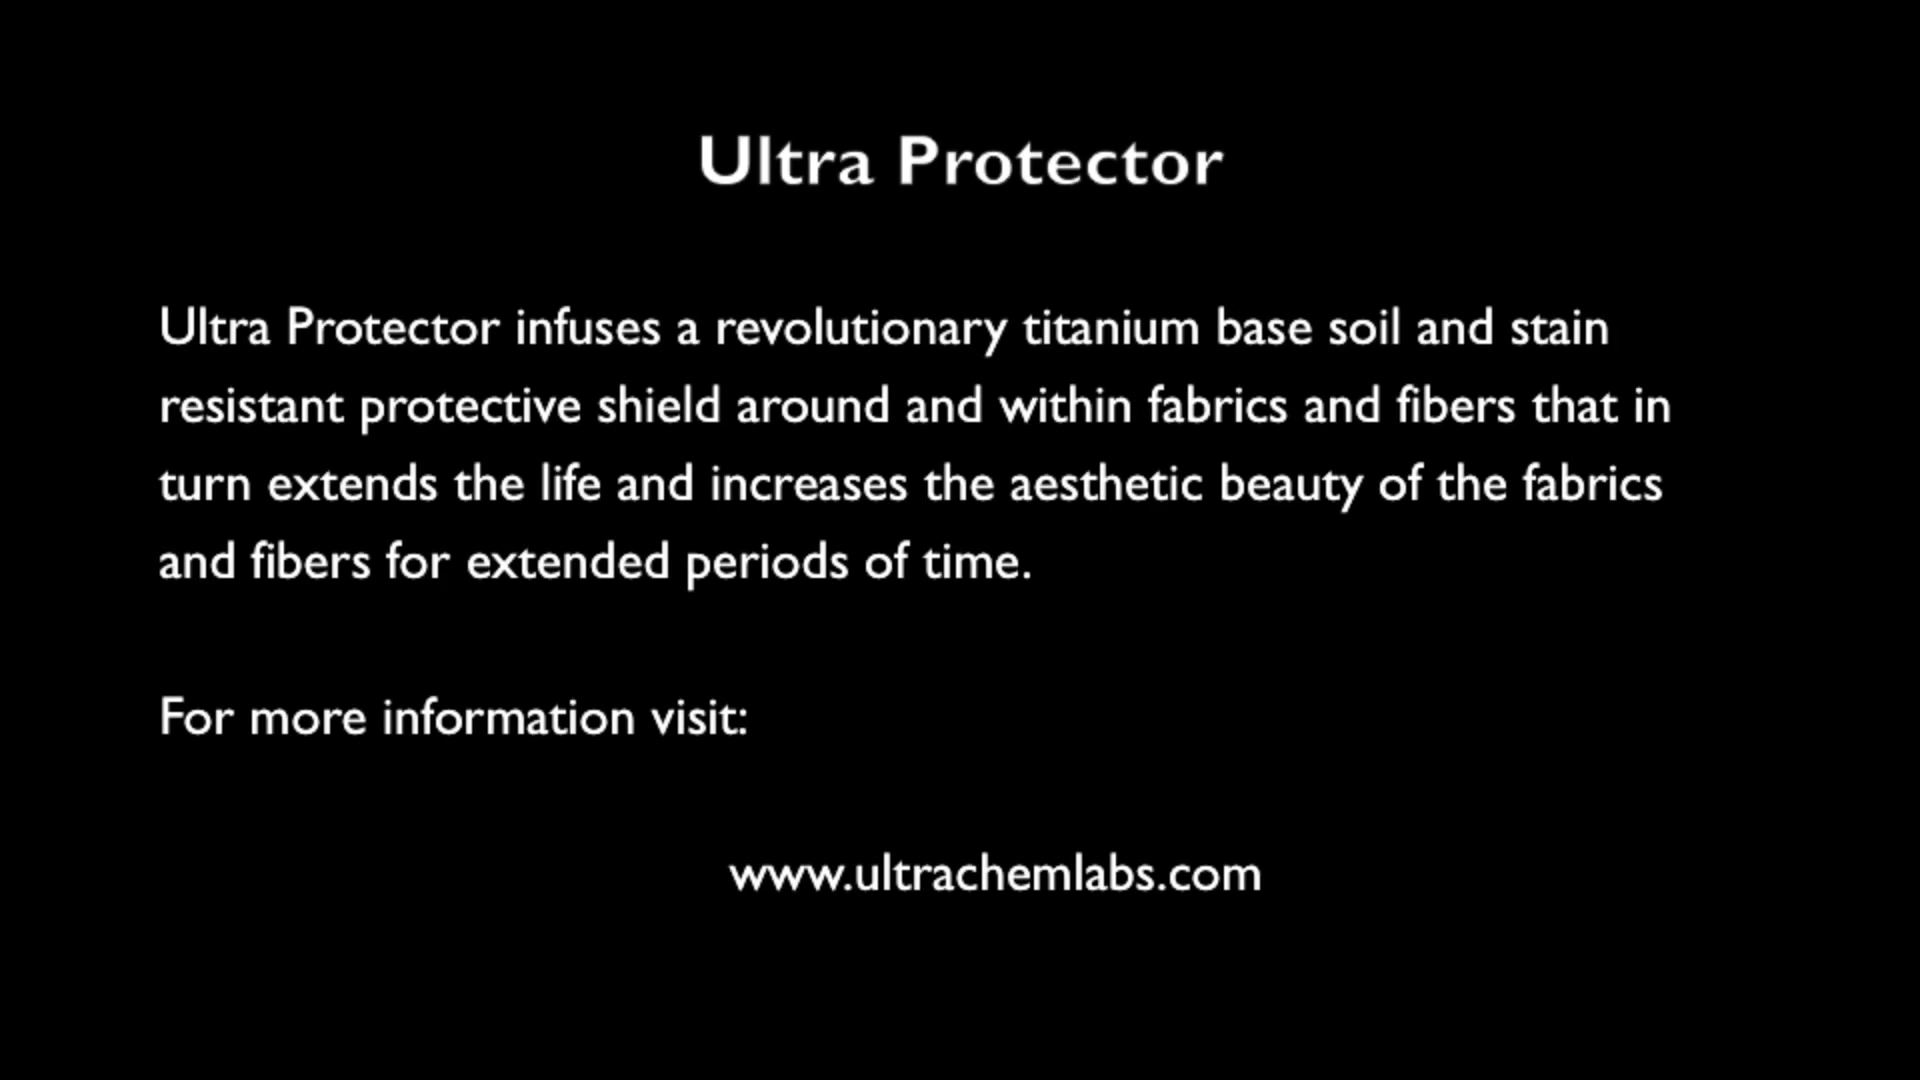 Ultra Protector
Ultra Protector infuses a revolutionary titanium base soil and stain
resistant protective shield around and within fabrics and fibers that in
turn extends the life and increases the aesthetic beauty of the fabrics
and fibers for extended periods of time.
For more information visit:
www.ultrachemlabs.com